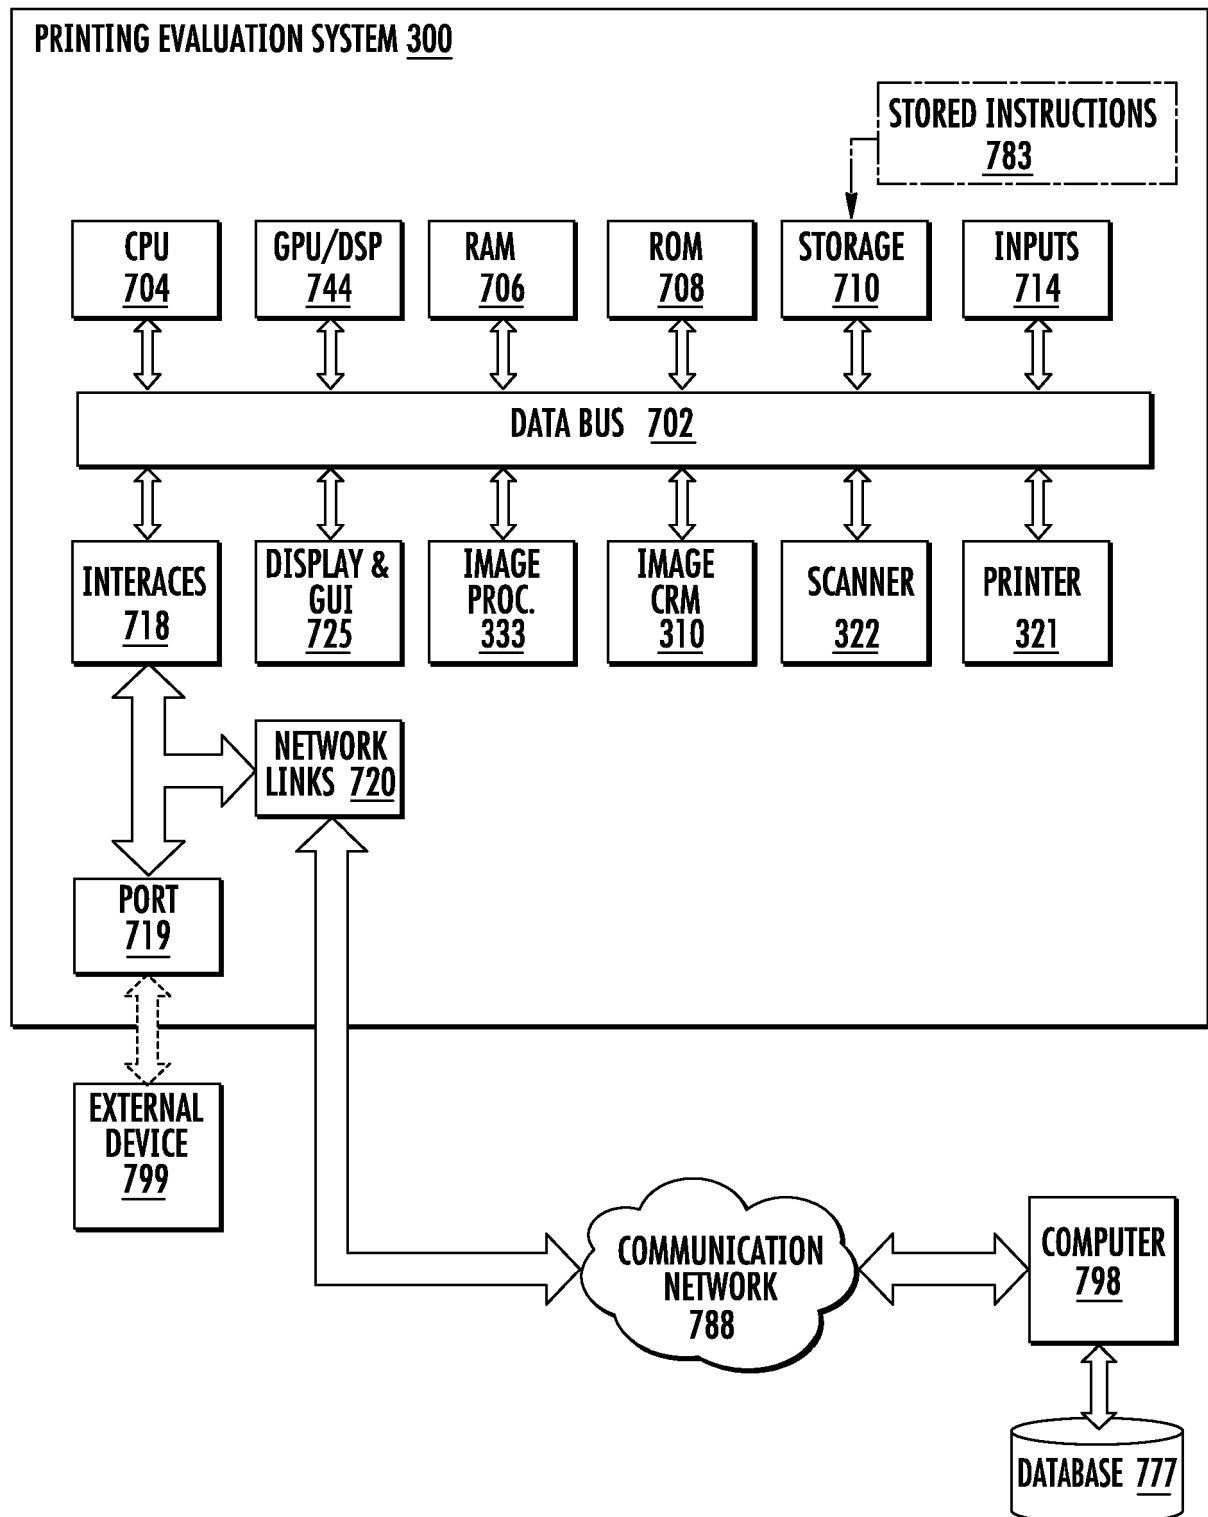 PRINTING EVALUATION SYSTEM 300
STORED INSTRUCTIONS
783
CPU
704
GPU/DSP
744
RAM
706
ROM
708
STORAGE
710
INPUTS
714
DATA BUS 702
INTERACES
718
DISPLAY &
GUI
725
IMAGE
PROC.
333
IMAGE
CRM
310
SCANNER
322
PRINTER
321
NETWORK
LINKS 720
PORT
719
EXTERNAL
DEVICE
799
COMMUNICATION
NETWORK
788
COMPUTER
798
DATABASE 777